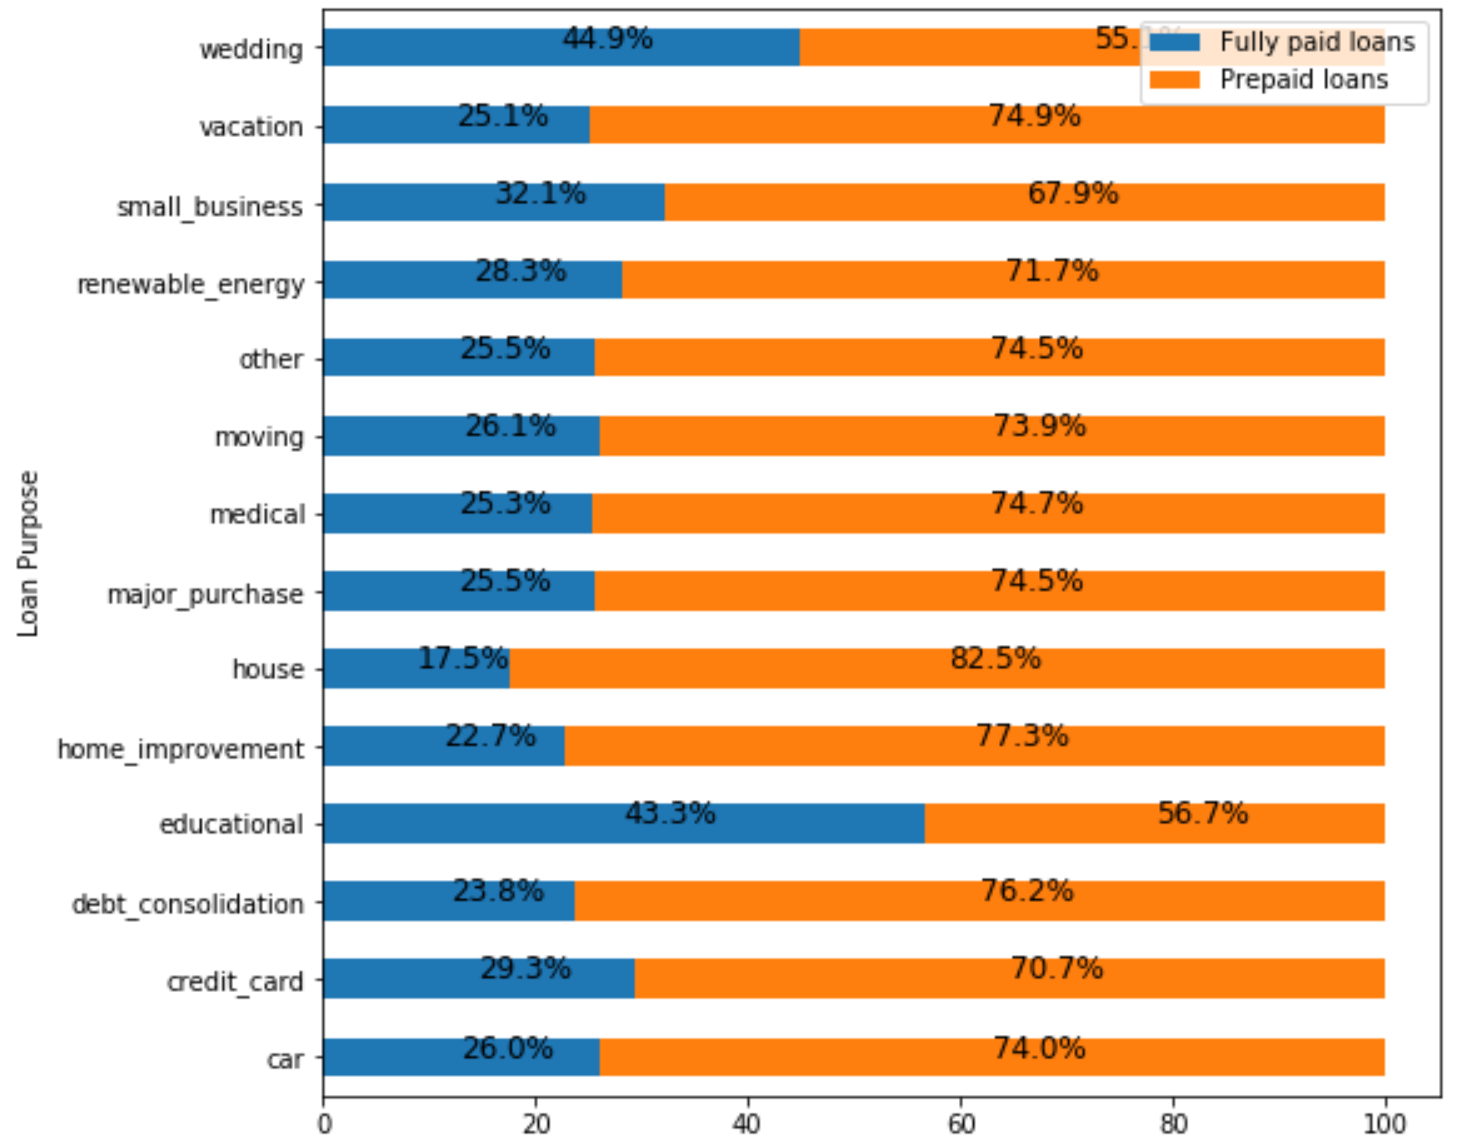 wedding 44.9% Fully paid loans
Prepaid loans
vacation 25.1% 74.9%
small_business 32.1% 67.9%
renewable_energy 28.3% 71.7%
other 25.5% 74.5%
moving 26.1% 73.9%
medical 25.3% 74.7%
major_purchase 25.5% 74.5%
house 17.5% 82.5%
home_improvement 22.7% 77.3%
educational 43.3% 56.7%
debt_consolidation 23.8% 76.2%
credit_card 29.3% 70.7%
car 26.0% 74.0%
Loan Purpose
0 20 40 60 80 100